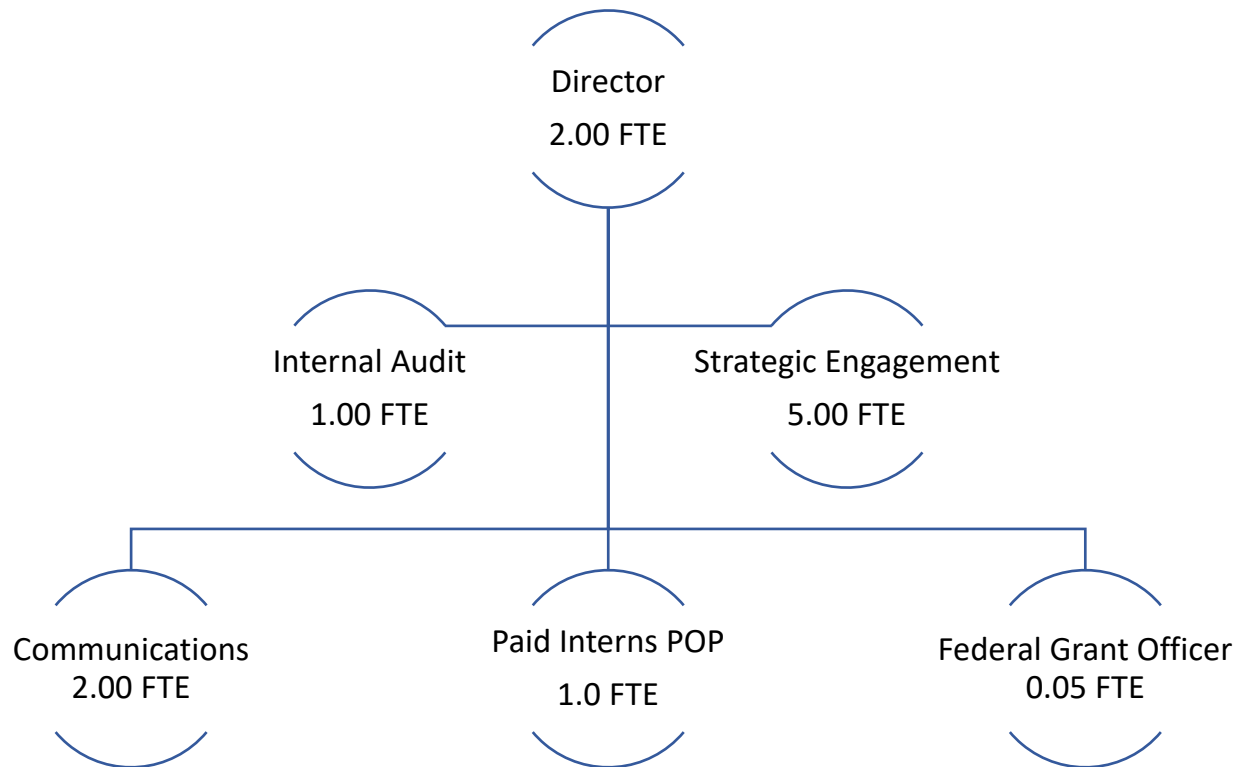 Director
2.00 FTE
Internal Audit
1.00 FTE
Strategic Engagement
5.00 FTE
Communications
2.00 FTE
Paid Interns POP
1.0 FTE
Federal Grant Officer
0.05 FTE